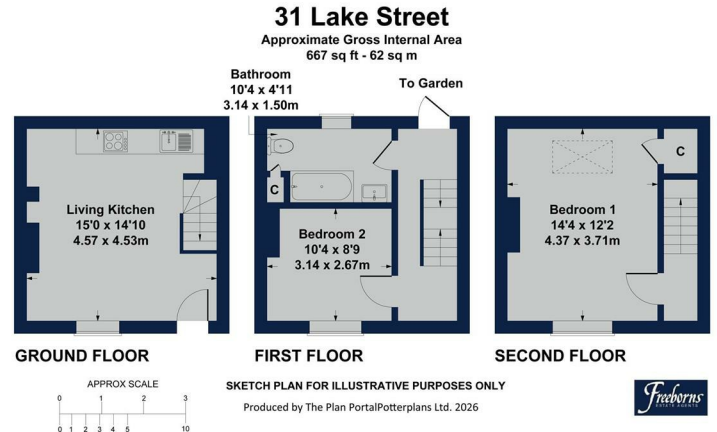 31 Lake Street
Approximate Gross Internal Area
667 sq ft - 62 sq m
Bathroom
10'4 x 4'11
3.14 x 1.50m
To Garden
Living Kitchen
15'0 x 14'10
4.57 x 4.53m
C
Bedroom 2
10'4 x 8'9
3.14 x 2.67m
C
Bedroom 1
14'4 x 12'2
4.37 x 3.71m
GROUND FLOOR
FIRST FLOOR
SECOND FLOOR
APPROX SCALE
0 1 2 3
0 1 2 3 4 5 10
SKETCH PLAN FOR ILLUSTRATIVE PURPOSES ONLY
Produced by The Plan PortalPotterplans Ltd. 2026
Freeborns
ESTATE AGENTS